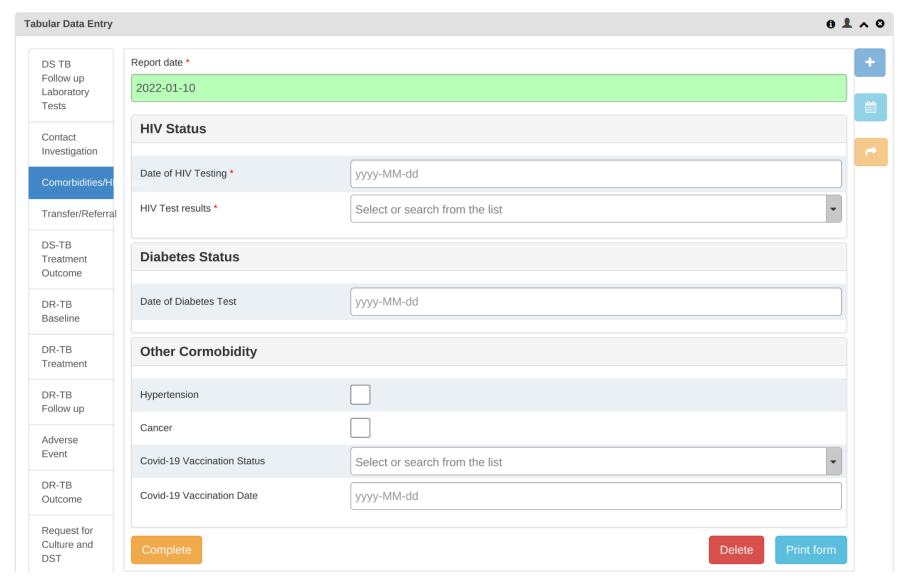 Tabular Data Entry
DS TB
Follow up
Laboratory
Tests
Contact
Investigation
Comorbidities/H
Transfer/Referral
DS-TB
Treatment
Outcome
DR-TB
Baseline
DR-TB
Treatment
DR-TB
Follow up
Adverse
Event
DR-TB
Outcome
Request for
Culture and
DST
Report date *
2022-01-10
HIV Status
Date of HIV Testing * yyyy-MM-dd
HIV Test results * Select or search from the list
Diabetes Status
Date of Diabetes Test yyyy-MM-dd
Other Cormobidity
Hypertension
Cancer
Covid-19 Vaccination Status Select or search from the list
Covid-19 Vaccination Date yyyy-MM-dd
Complete Delete Print form